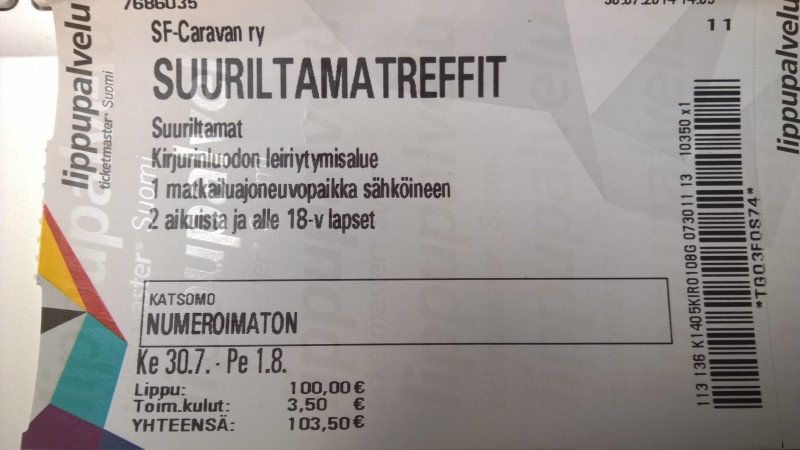 7686035
SF-Caravan ry
11
SUURILTAMATREFFIT
Suuriltamat
Kirjurinluodon leiriytymisalue
1 matkailuajoneuvopaikka sähköineen
2 aikuista ja alle 18-v lapset
KATSOMO
NUMEROIMATON
Ke 30.7. - Pe 1.8.
Lippu: 100,00 €
Toim.kulut: 3,50 €
YHTEENSÄ: 103,50 €
lippupalvelu
ticketmaster® Suomi
113 136 K1405KIR0108G 073011 13 10350 x1
*TG03F0S74*
lippupalvelu